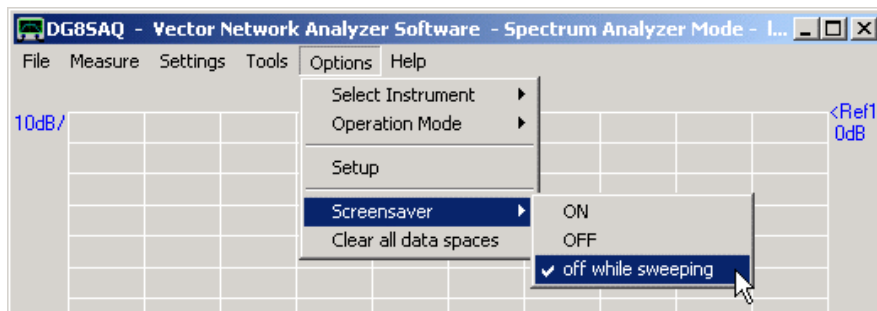 DG8SAQ - Vector Network Analyzer Software - Spectrum Analyzer Mode - l...
File Measure Settings Tools Options Help
Select Instrument
10dB/
Operation Mode
<Ref1
0dB
Setup
Screensaver
ON
Clear all data spaces
OFF
✓ off while sweeping